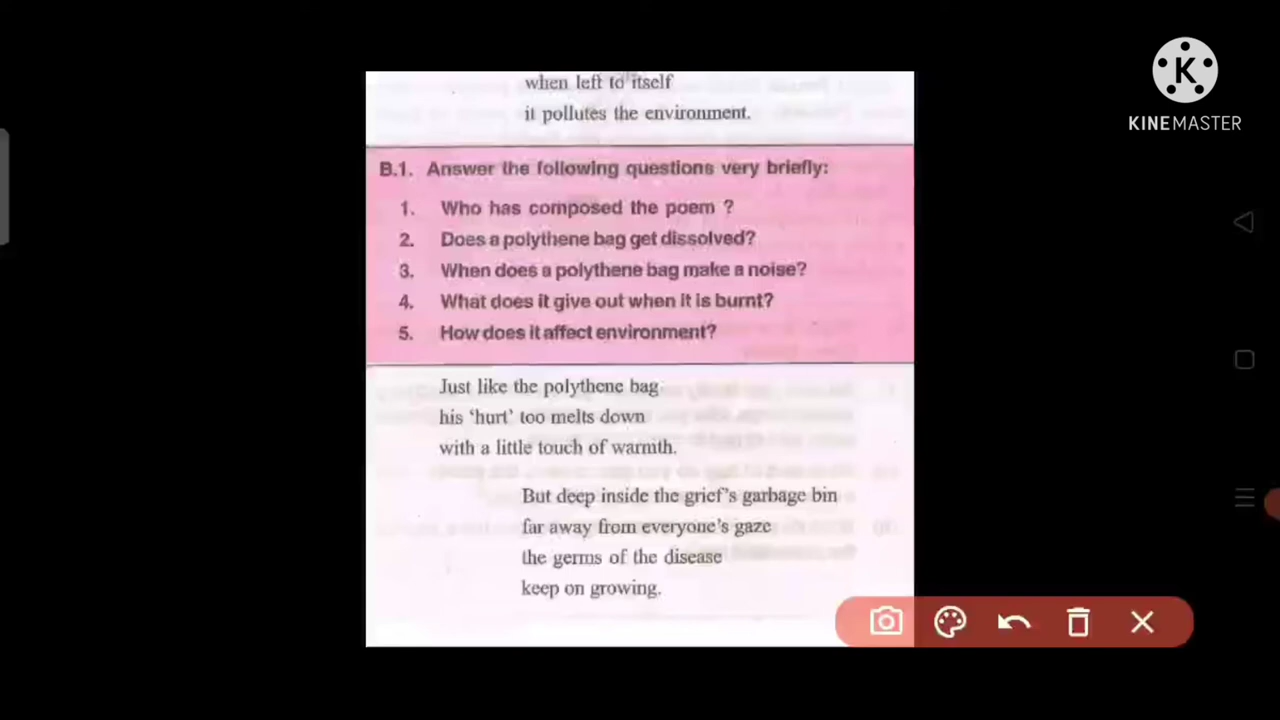 when left to itself
it pollutes the environment.
KINEMASTER
B.1. Answer the following questions very briefly:
1. Who has composed the poem ?
2. Does a polythene bag get dissolved?
3. When does a polythene bag make a noise?
4. What does it give out when it is burnt?
5. How does it affect environment?
Just like the polythene bag
his ‘hurt’ too melts down
with a little touch of warmth.
But deep inside the grief’s garbage bin
far away from everyone’s gaze
the germs of the disease
keep on growing.